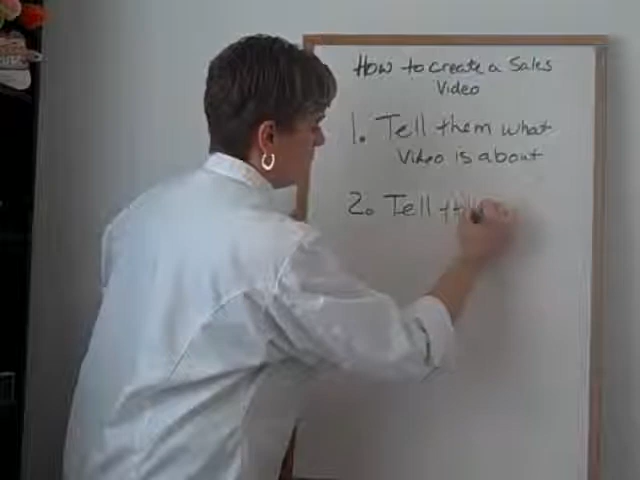 How to create a Sales
Video
1. Tell them what
Video is about
2. Tell